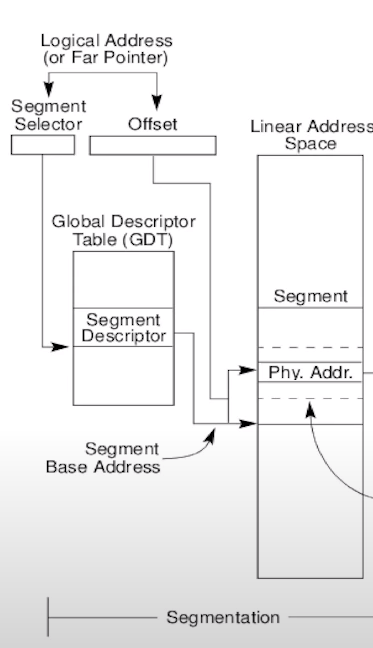 Logical Address
(or Far Pointer)
Segment
Selector
Offset
Linear Address
Space
Global Descriptor
Table (GDT)
Segment
Segment
Descriptor
Phy. Addr.
Segment
Base Address
Segmentation